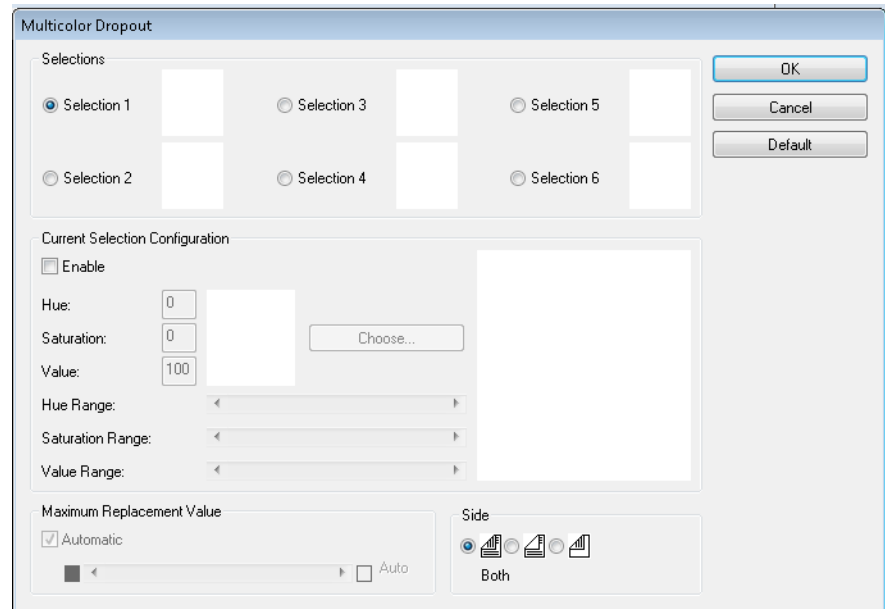 Multicolor Dropout
Selections
Selection 1
Selection 3
Selection 5
Selection 2
Selection 4
Selection 6
OK
Cancel
Default
Current Selection Configuration
Enable
Hue: 0
Saturation: 0
Choose...
Value: 100
Hue Range:
Saturation Range:
Value Range:
Maximum Replacement Value
Automatic
Auto
Side
Both